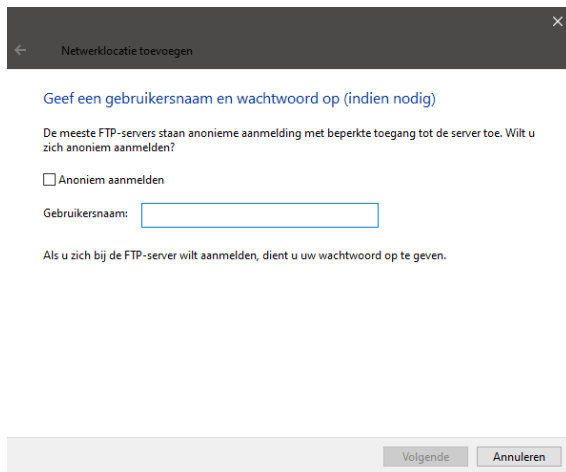 Netwerklocatie toevoegen
Geef een gebruikersnaam en wachtwoord op (indien nodig)
De meeste FTP-servers staan anonieme aanmelding met beperkte toegang tot de server toe. Wilt u
zich anoniem aanmelden?
Anoniem aanmelden
Gebruikersnaam:
Als u zich bij de FTP-server wilt aanmelden, dient u uw wachtwoord op te geven.
Volgende
Annuleren